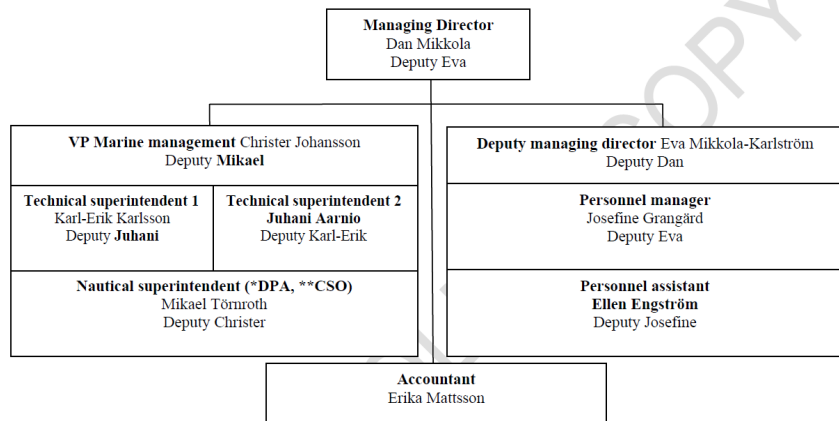 Managing Director
Dan Mikkola
Deputy Eva
VP Marine management Christer Johansson
Deputy Mikael
Technical superintendent 1
Karl-Erik Karlsson
Deputy Juhani
Technical superintendent 2
Juhani Aarnio
Deputy Karl-Erik
Nautical superintendent (*DPA, **CSO)
Mikael Törnroth
Deputy Christer
Deputy managing director Eva Mikkola-Karlström
Deputy Dan
Personnel manager
Josefine Grangärd
Deputy Eva
Personnel assistant
Ellen Engström
Deputy Josefine
Accountant
Erika Mattsson
COPY